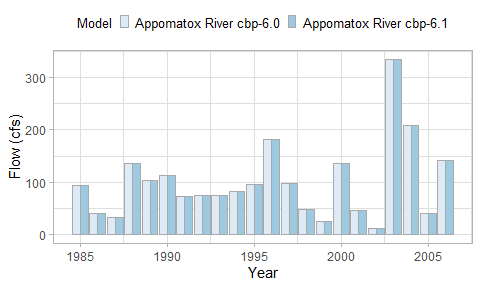 Model Appomatox River cbp-6.0 Appomatox River cbp-6.1
300
200
100
0
Flow (cfs)
1985 1990 1995 2000 2005
Year